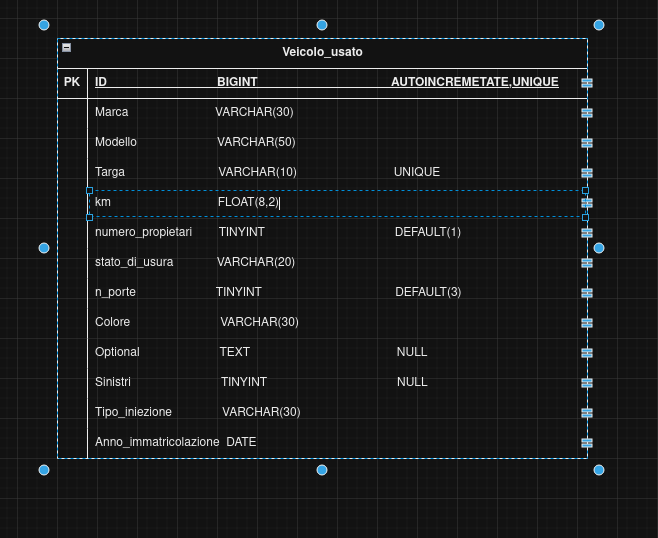 Veicolo_usato
PK ID BIGINT AUTOINCREMETATE,UNIQUE
Marca VARCHAR(30)
Modello VARCHAR(50)
Targa VARCHAR(10) UNIQUE
km FLOAT(8,2)
numero_propietari TINYINT DEFAULT(1)
stato_di_usura VARCHAR(20)
n_porte TINYINT DEFAULT(3)
Colore VARCHAR(30)
Optional TEXT NULL
Sinistri TINYINT NULL
Tipo_iniezione VARCHAR(30)
Anno_immatricolazione DATE